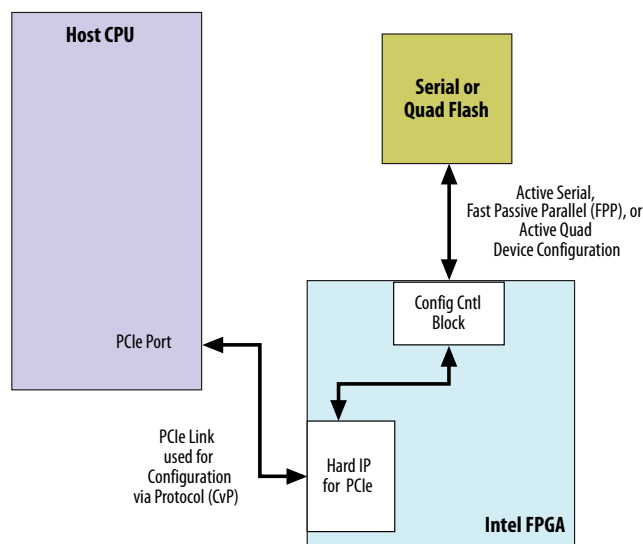 Host CPU
Serial or
Quad Flash
Active Serial,
Fast Passive Parallel (FPP), or
Active Quad
Device Configuration
Config Cntl
Block
PCIe Port
PCIe Link
used for
Configuration
via Protocol (CvP)
Hard IP
for PCIe
Intel FPGA